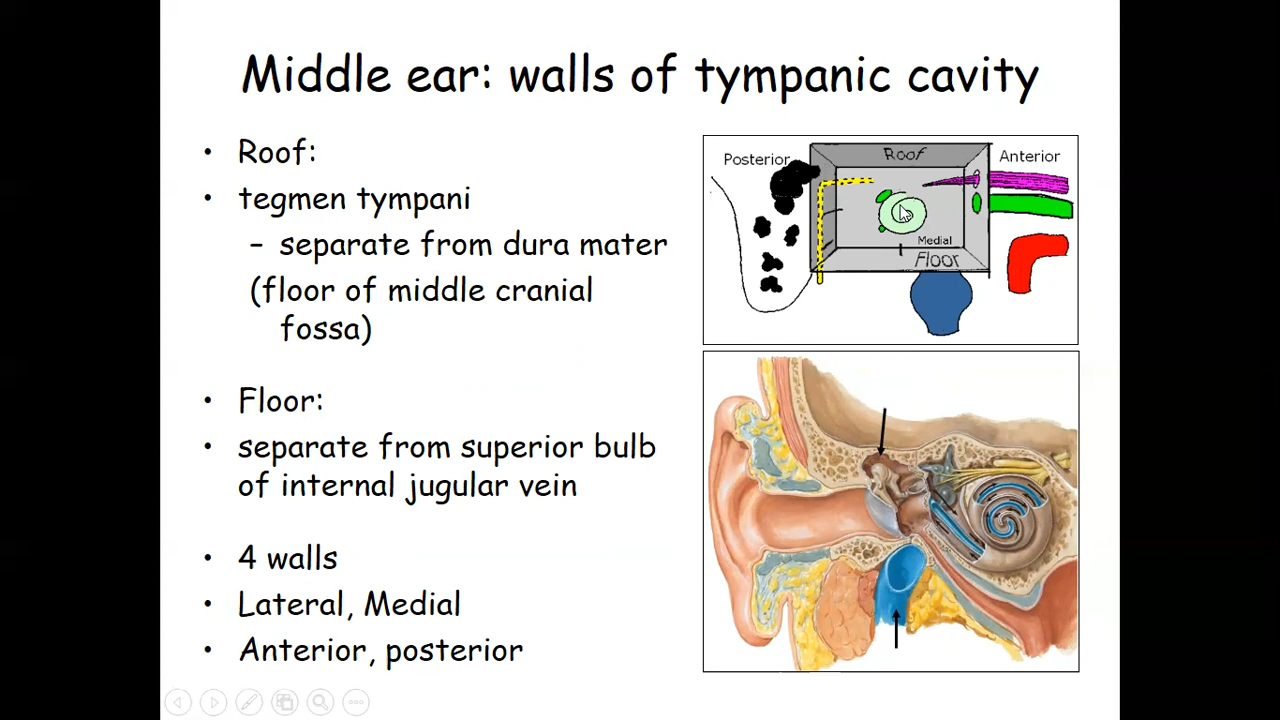 Middle ear: walls of tympanic cavity
• Roof:
• tegmen tympani
– separate from dura mater
(floor of middle cranial
fossa)
• Floor:
• separate from superior bulb
of internal jugular vein
• 4 walls
• Lateral, Medial
• Anterior, posterior
Posterior
Roof
Anterior
Medial
Floor